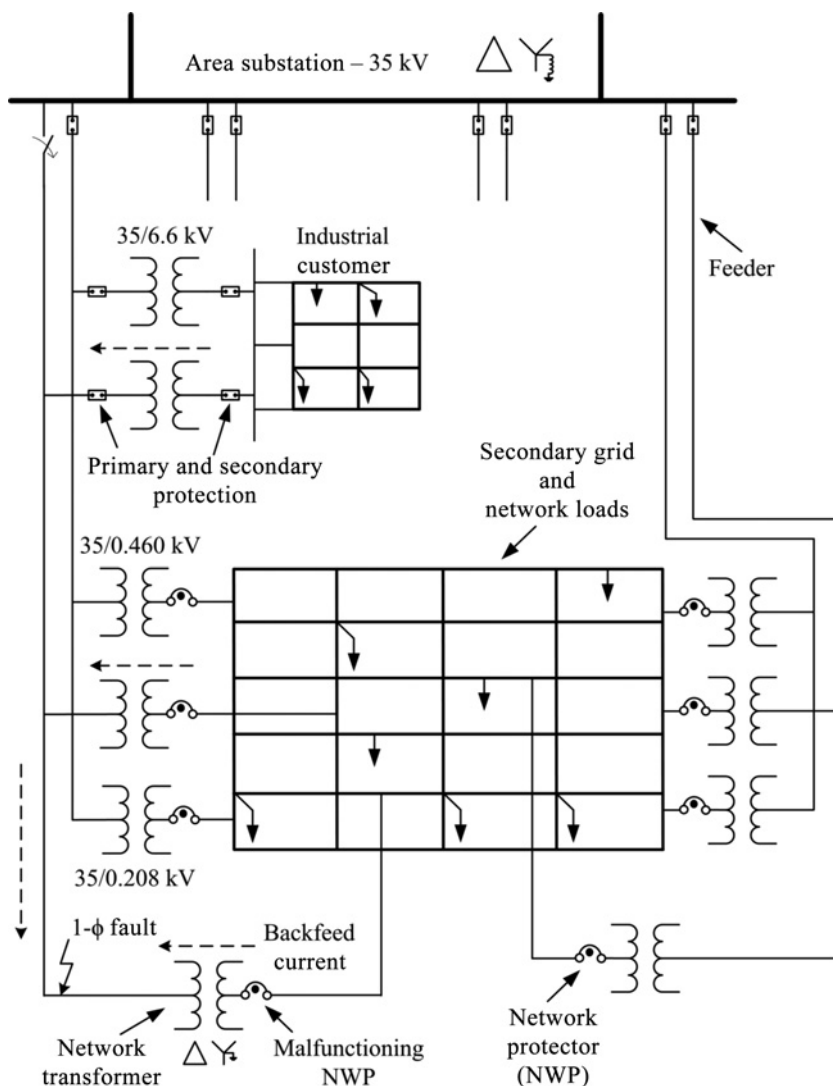 Area substation – 35 kV
35/6.6 kV
Industrial
customer
Feeder
Primary and secondary
protection
Secondary grid
and
network loads
35/0.460 kV
35/0.208 kV
1-ϕ fault
Backfeed
current
Network
transformer
Malfunctioning
NWP
Network
protector
(NWP)